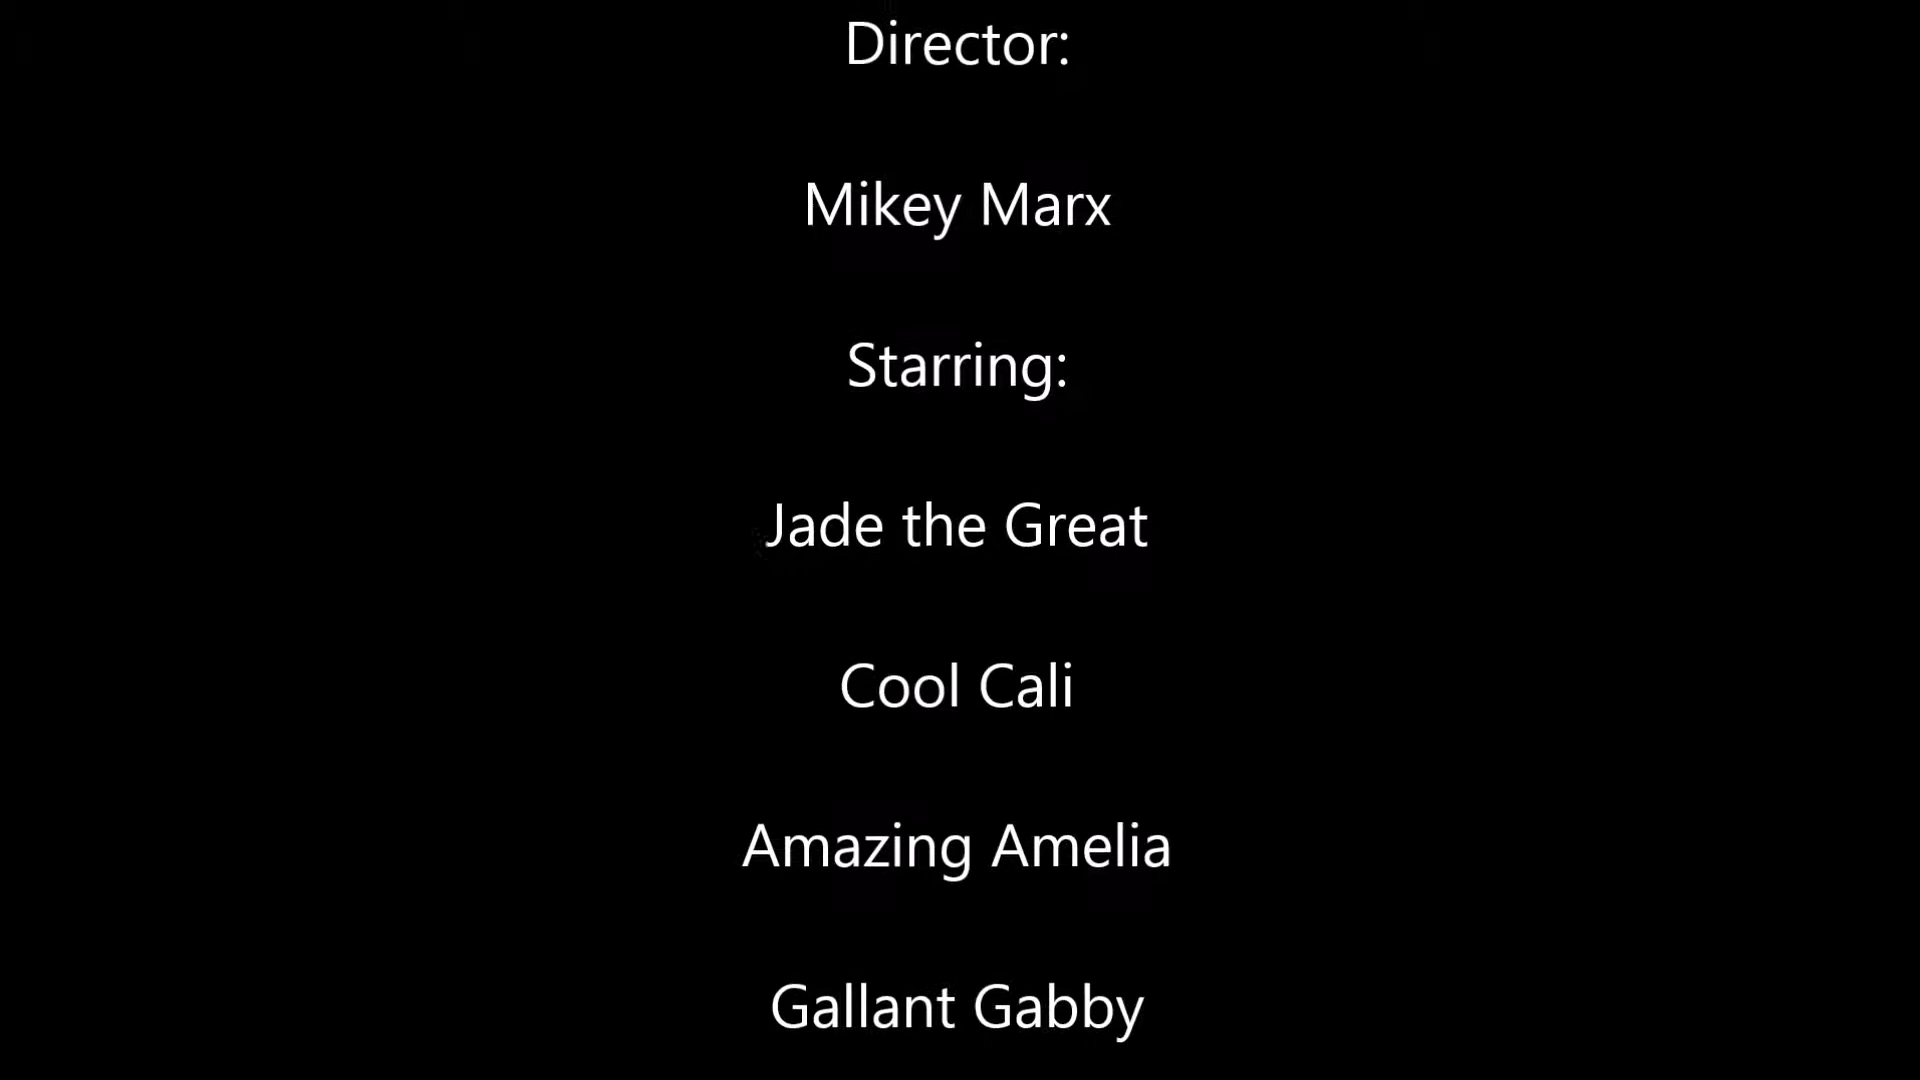 Director:
Mikey Marx
Starring:
Jade the Great
Cool Cali
Amazing Amelia
Gallant Gabby